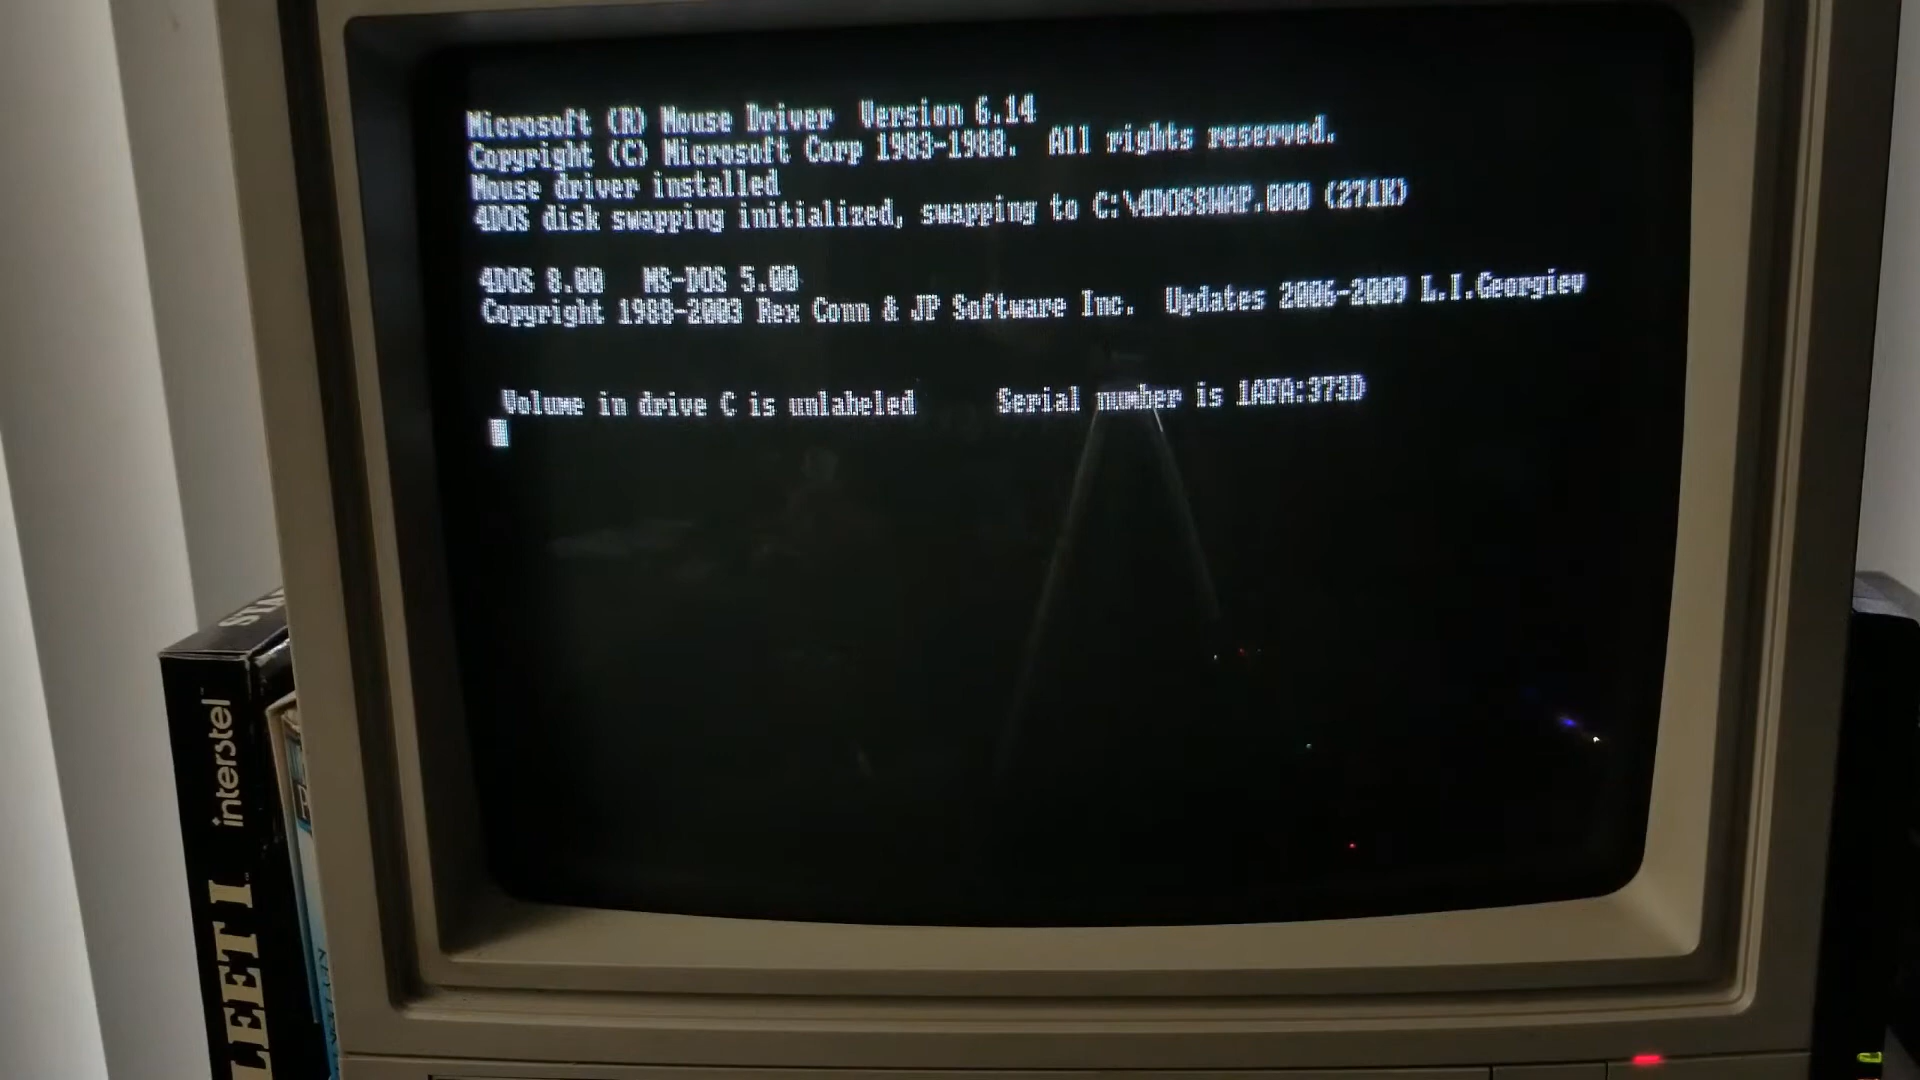 Microsoft (R) Mouse Driver  Version 6.14
Copyright (C) Microsoft Corp 1983-1988.  All rights reserved.
Mouse driver installed
4DOS disk swapping initialized, swapping to C:\4DOSSWAP.000 (271K)
4DOS 8.00   MS-DOS 5.00
Copyright 1988-2003 Rex Conn & JP Software Inc.  Updates 2006-2009 L.I.Georgiev
Volume in drive C is unlabeled      Serial number is 1AFA:373D
interstel
LEET I